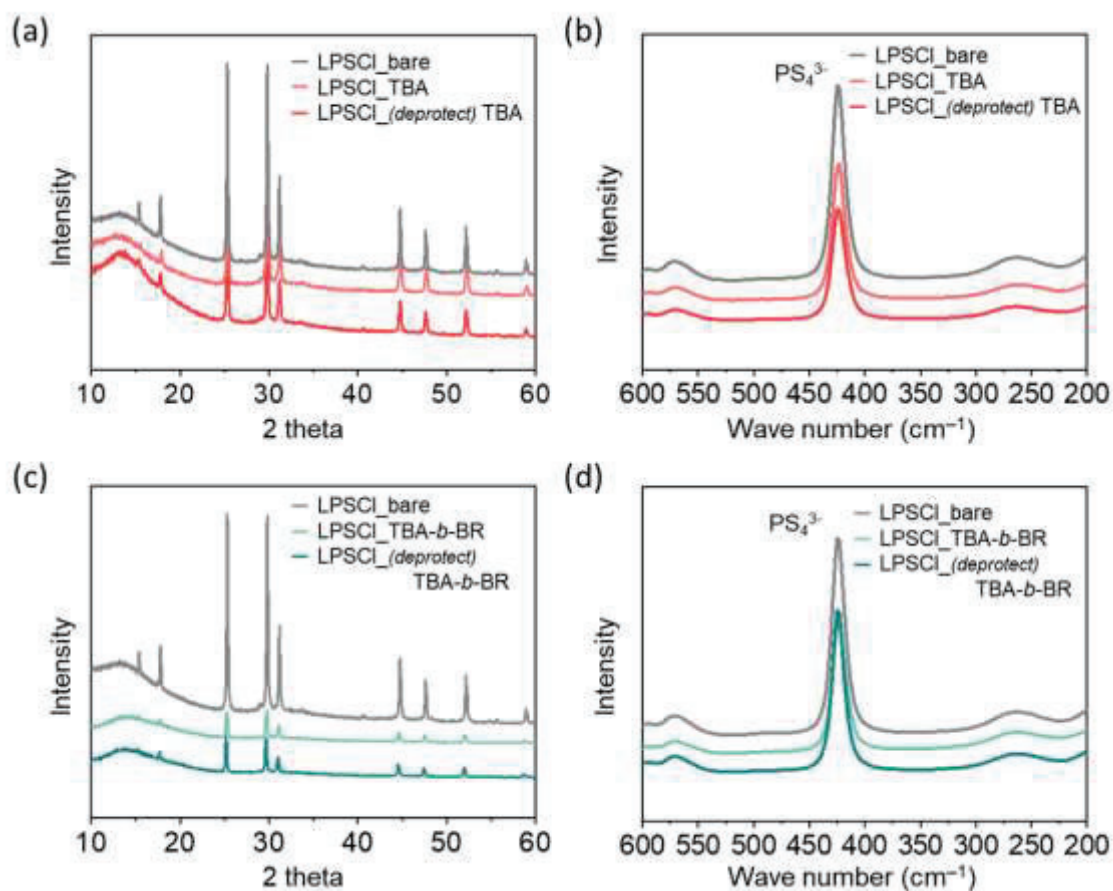 (a)
LPSCl_bare
LPSCl_TBA
LPSCl_(deprotect) TBA
Intensity
10 20 30 40 50 60
2 theta
(b)
PS₄³⁻
LPSCl_bare
LPSCl_TBA
LPSCl_(deprotect) TBA
Intensity
600 550 500 450 400 350 300 250 200
Wave number (cm⁻¹)
(c)
LPSCl_bare
LPSCl_TBA-b-BR
LPSCl_(deprotect)
TBA-b-BR
Intensity
10 20 30 40 50 60
2 theta
(d)
PS₄³⁻
LPSCl_bare
LPSCl_TBA-b-BR
LPSCl_(deprotect)
TBA-b-BR
Intensity
600 550 500 450 400 350 300 250 200
Wave number (cm⁻¹)